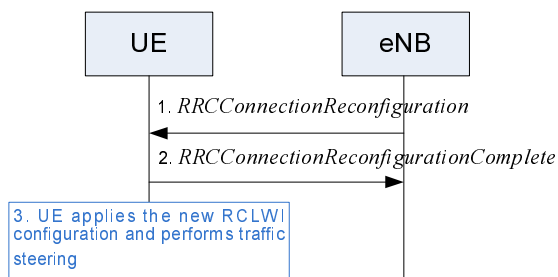 UE
eNB
1. RRCConnectionReconfiguration
2. RRCConnectionReconfigurationComplete
3. UE applies the new RCLWI
configuration and performs traffic
steering